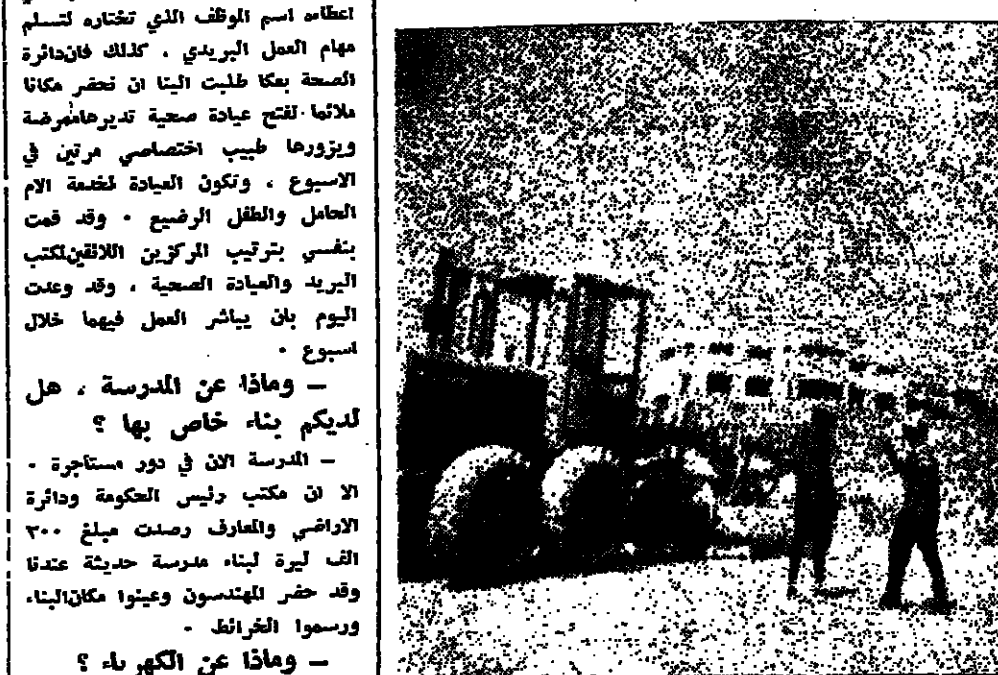 اعطاءه اسم الموظف الذي تختاره لتسلم
مهام العمل البريدي . كذلك فان دائرة
الصحة بعكا طلبت الينا ان نحضر مكانا
ملائما لفتح عيادة صحية تديرها ممرضة
ويزورها طبيب اختصاصي مرتين في
الاسبوع ، وتكون العيادة لخدمة الام
الحامل والطفل الرضيع . وقد قمت
بنفسي بترتيب المركزين اللائقين لمكتب
البريد والعيادة الصحية ، وقد وعدت
اليوم بان يباشر العمل فيهما خلال
اسبوع .
– وماذا عن المدرسة ، هل
لديكم بناء خاص بها ؟
– المدرسة الان في دور مستاجرة .
الا ان مكتب رئيس الحكومة ودائرة
الاراضي والمعارف رصدت مبلغ ٣٠٠
الف ليرة لبناء مدرسة حديثة عندنا
وقد حضر المهندسون وعينوا مكان البناء
ورسموا الخرائط .
– وماذا عن الكهرباء ؟